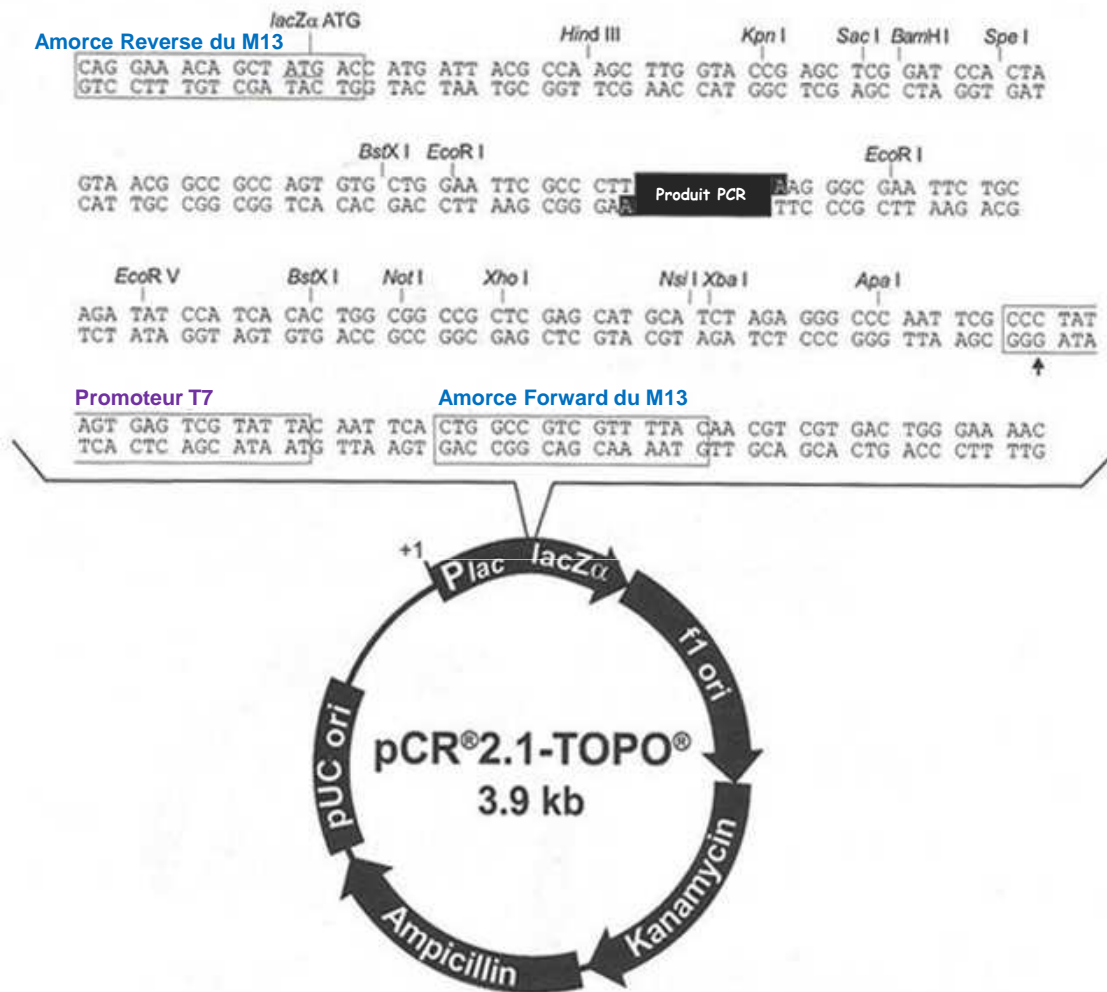 lacZα ATG
Amorce Reverse du M13
Hind III Kpn I Sac I BamH I Spe I
CAG GAA ACA GCT ATG ACC ATG ATT ACG CCA AGC TTG GTA CCG AGC TCG GAT CCA CTA
GTC CTT TGT CGA TAC TGG TAC TAA TGC GGT TCG AAC CAT GGC TCG AGC CTA GGT GAT
BstX I EcoR I EcoR I
GTA ACG GCC GCC AGT GTG CTG GAA TTC GCC CTT Produit PCR AAG GGC GAA TTC TGC
CAT TGC CGG CGG TCA CAC GAC CTT AAG CGG GAA TTC CCG CTT AAG ACG
EcoR V BstX I Not I Xho I Nsi I Xba I Apa I
AGA TAT CCA TCA CAC TGG CGG CCG CTC GAG CAT GCA TCT AGA GGG CCC AAT TCG CCC TAT
TCT ATA GGT AGT GTG ACC GCC GGC GAG CTC GTA CGT AGA TCT CCC GGG TTA AGC GGG ATA
Promoteur T7 Amorce Forward du M13
AGT GAG TCG TAT TAC AAT TCA CTG GCC GTC GTT TTA CAA CGT CGT GAC TGG GAA AAC
TCA CTC AGC ATA ATG TTA AGT GAC CGG CAG CAA AAT GTT GCA GCA CTG ACC CTT TTG
+1
Plac lacZα
f1 ori
pUC ori
pCR®2.1-TOPO®
3.9 kb
Kanamycin
Ampicillin